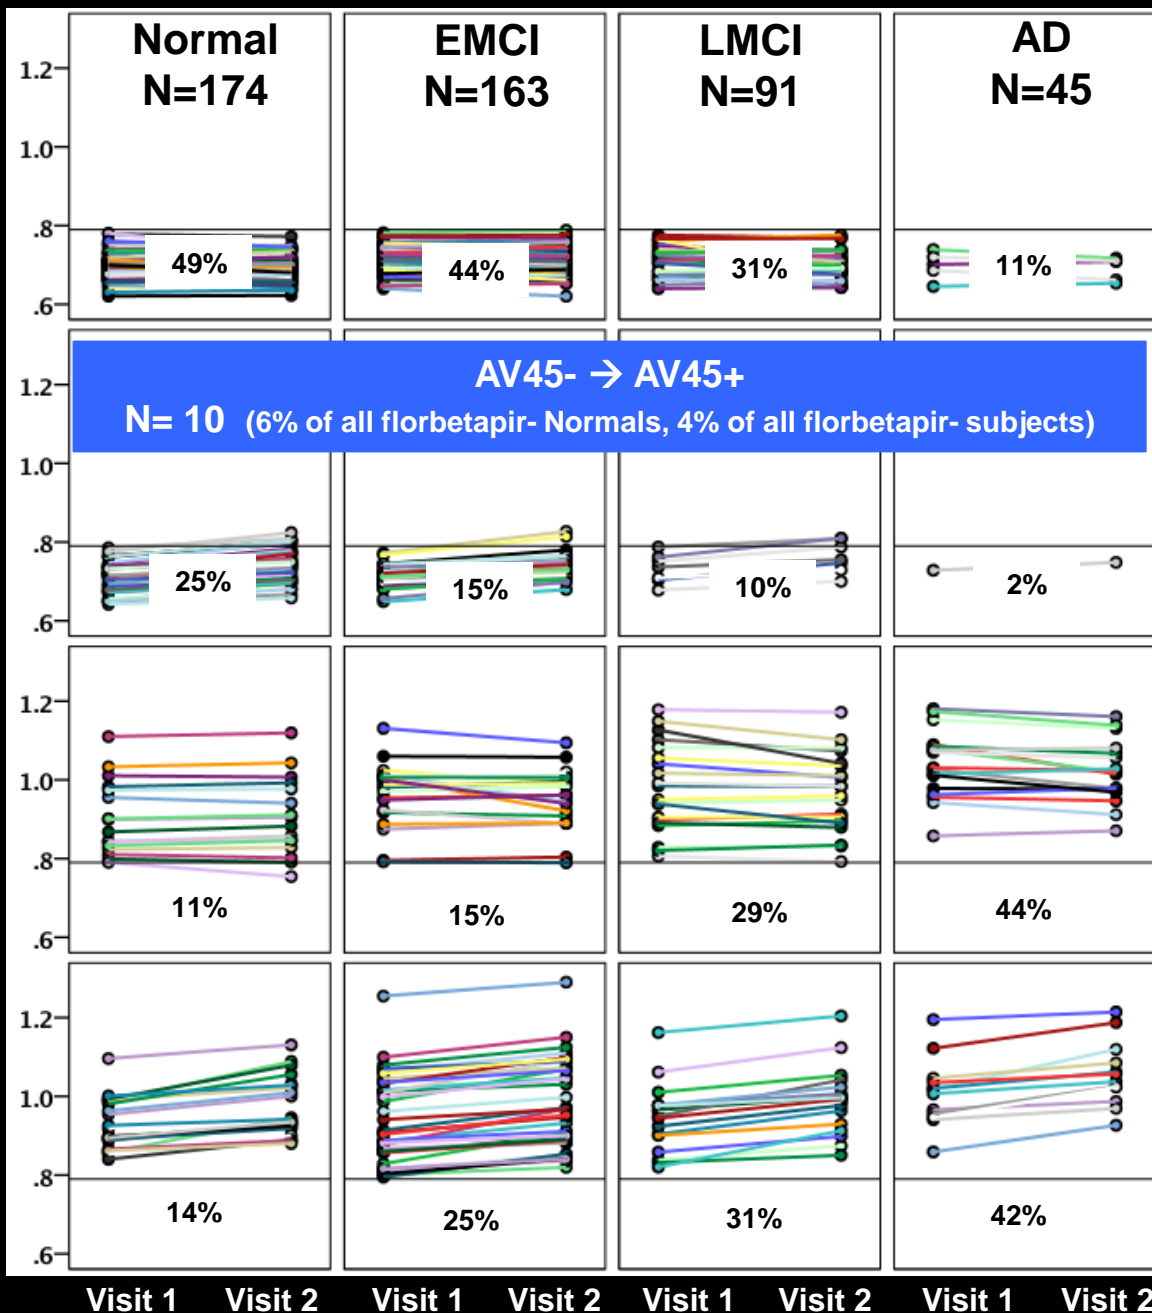 Normal EMCI LMCI AD
N=174 N=163 N=91 N=45
1.2
1.0
.8
49% 44% 31% 11%
.6
AV45- → AV45+
1.2
N= 10 (6% of all florbetapir- Normals, 4% of all florbetapir- subjects)
1.0
.8
25% 15% 10% 2%
.6
1.2
1.0
.8
11% 15% 29% 44%
.6
1.2
1.0
.8
14% 25% 31% 42%
.6
Visit 1 Visit 2 Visit 1 Visit 2 Visit 1 Visit 2 Visit 1 Visit 2